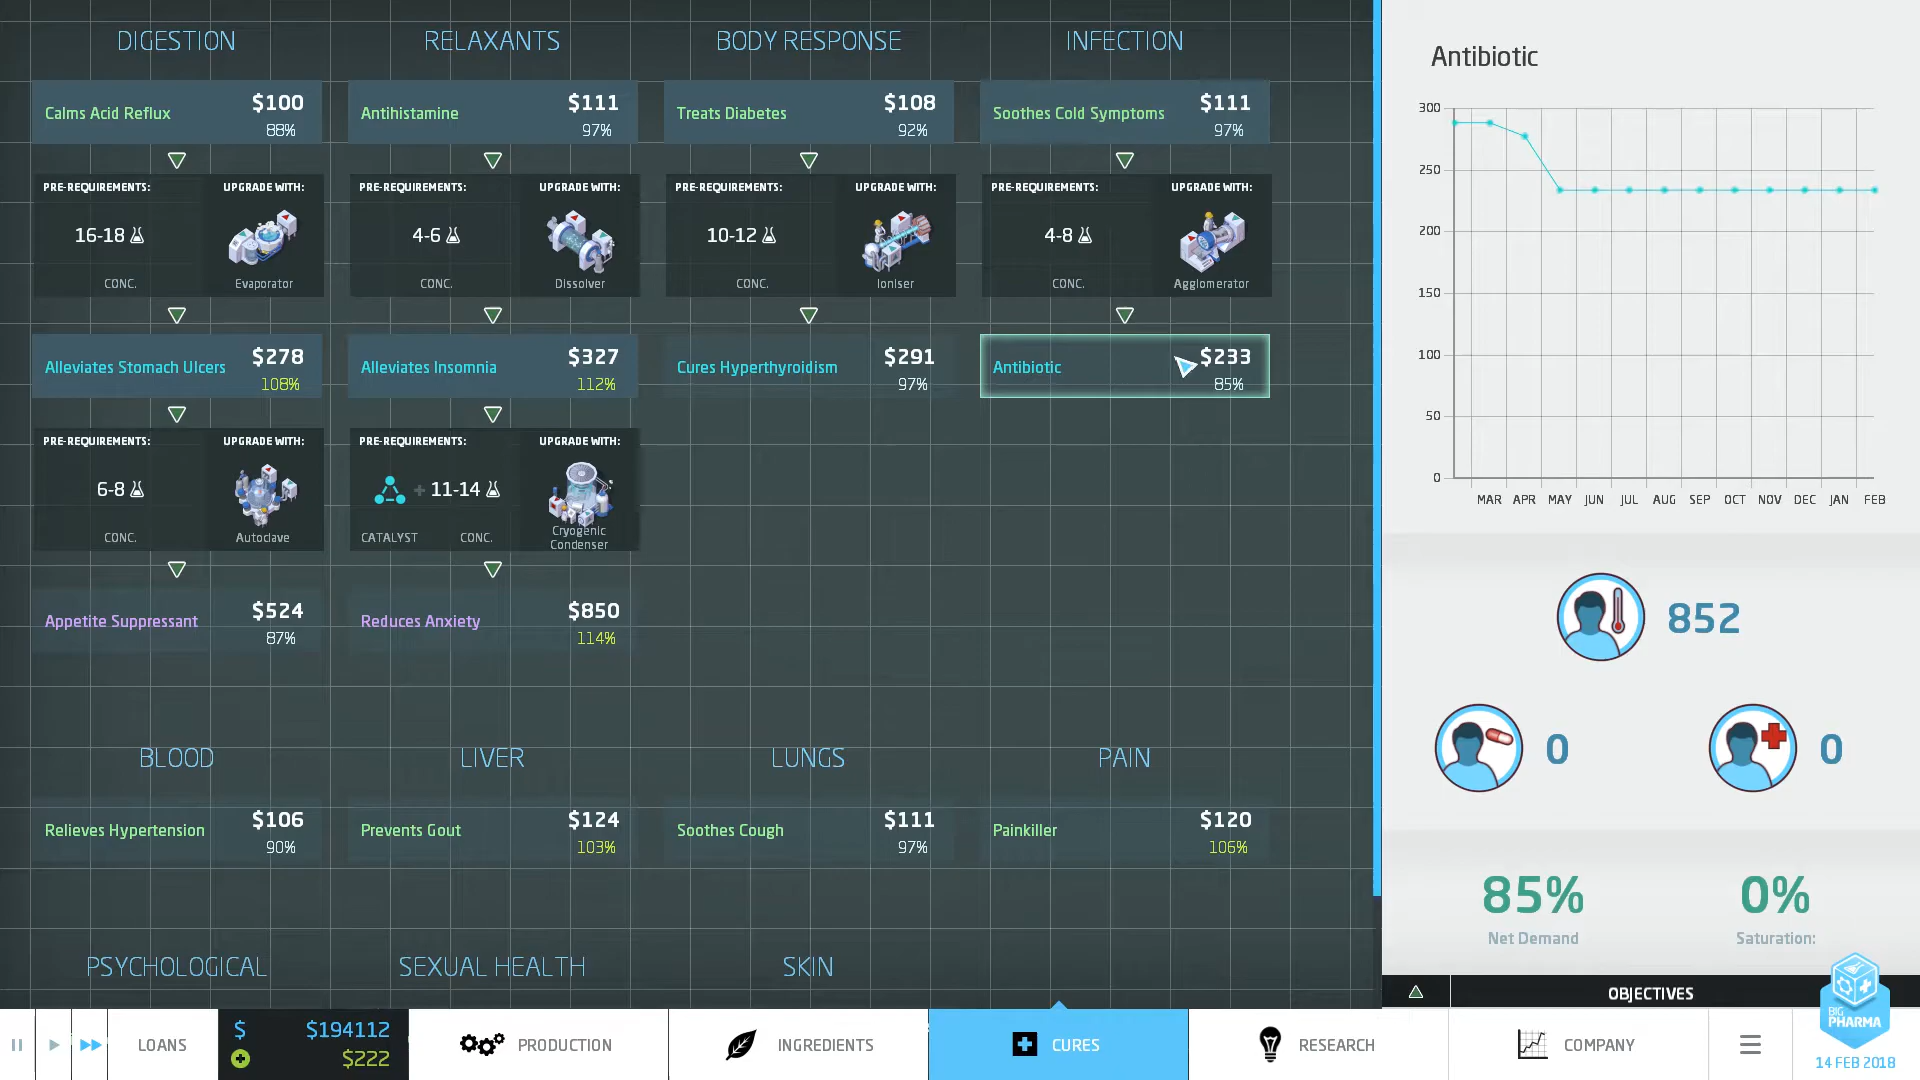 DIGESTION
RELAXANTS
BODY RESPONSE
INFECTION
Calms Acid Reflux
$100
88%
Antihistamine
$111
97%
Treats Diabetes
$108
92%
Soothes Cold Symptoms
$111
97%
PRE-REQUIREMENTS:
UPGRADE WITH:
16-18
CONC.
Evaporator
PRE-REQUIREMENTS:
UPGRADE WITH:
4-6
CONC.
Dissolver
PRE-REQUIREMENTS:
UPGRADE WITH:
10-12
CONC.
Ioniser
PRE-REQUIREMENTS:
UPGRADE WITH:
4-8
CONC.
Agglomerator
Alleviates Stomach Ulcers
$278
108%
Alleviates Insomnia
$327
112%
Cures Hyperthyroidism
$291
97%
Antibiotic
$233
85%
PRE-REQUIREMENTS:
UPGRADE WITH:
6-8
CONC.
Autoclave
PRE-REQUIREMENTS:
UPGRADE WITH:
+ 11-14
CATALYST
CONC.
Cryogenic
Condenser
Appetite Suppressant
$524
87%
Reduces Anxiety
$850
114%
BLOOD
LIVER
LUNGS
PAIN
Relieves Hypertension
$106
90%
Prevents Gout
$124
103%
Soothes Cough
$111
97%
Painkiller
$120
106%
PSYCHOLOGICAL
SEXUAL HEALTH
SKIN
Antibiotic
300
250
200
150
100
50
0
MAR APR MAY JUN JUL AUG SEP OCT NOV DEC JAN FEB
852
0
0
85%
Net Demand
0%
Saturation:
OBJECTIVES
LOANS
$ $194112
$222
PRODUCTION
INGREDIENTS
CURES
RESEARCH
COMPANY
BIG
PHARMA
14 FEB 2018